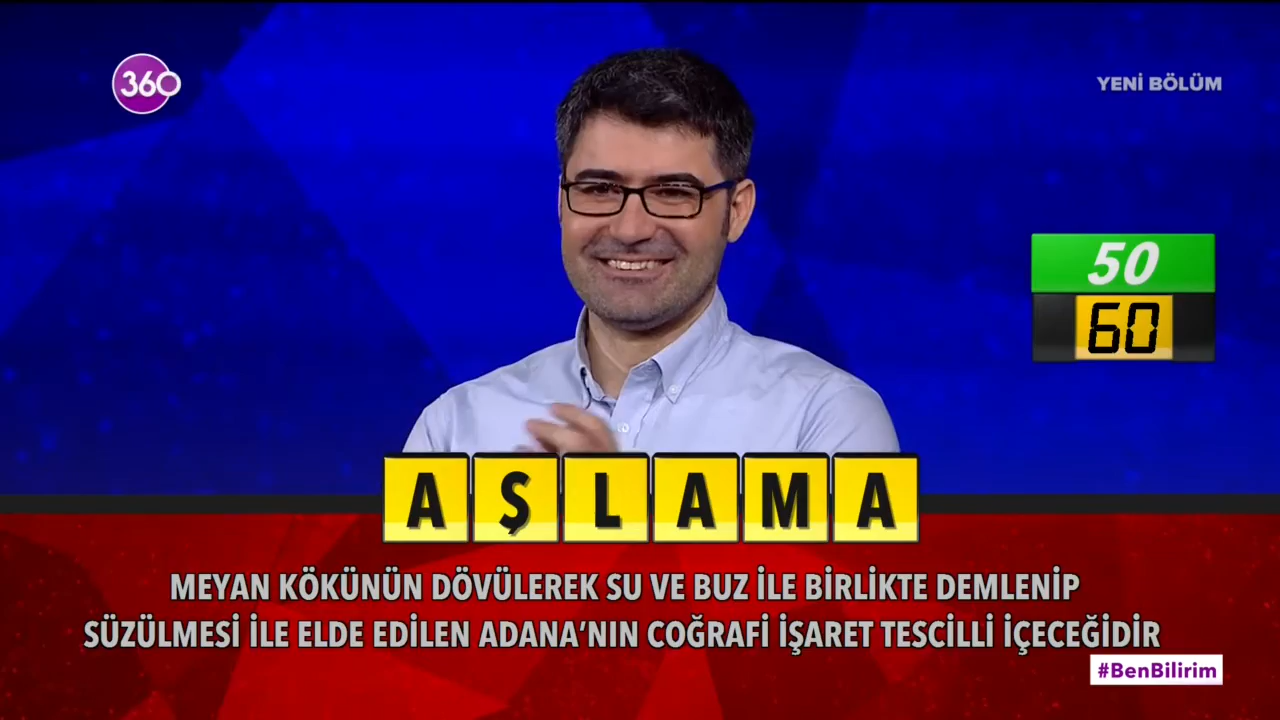 360
YENİ BÖLÜM
50
60
AŞLAMA
MEYAN KÖKÜNÜN DÖVÜLEREK SU VE BUZ İLE BİRLİKTE DEMLENİP
SÜZÜLMESİ İLE ELDE EDİLEN ADANA'NIN COĞRAFİ İŞARET TESCİLLİ İÇECEĞİDİR
#BenBilirim